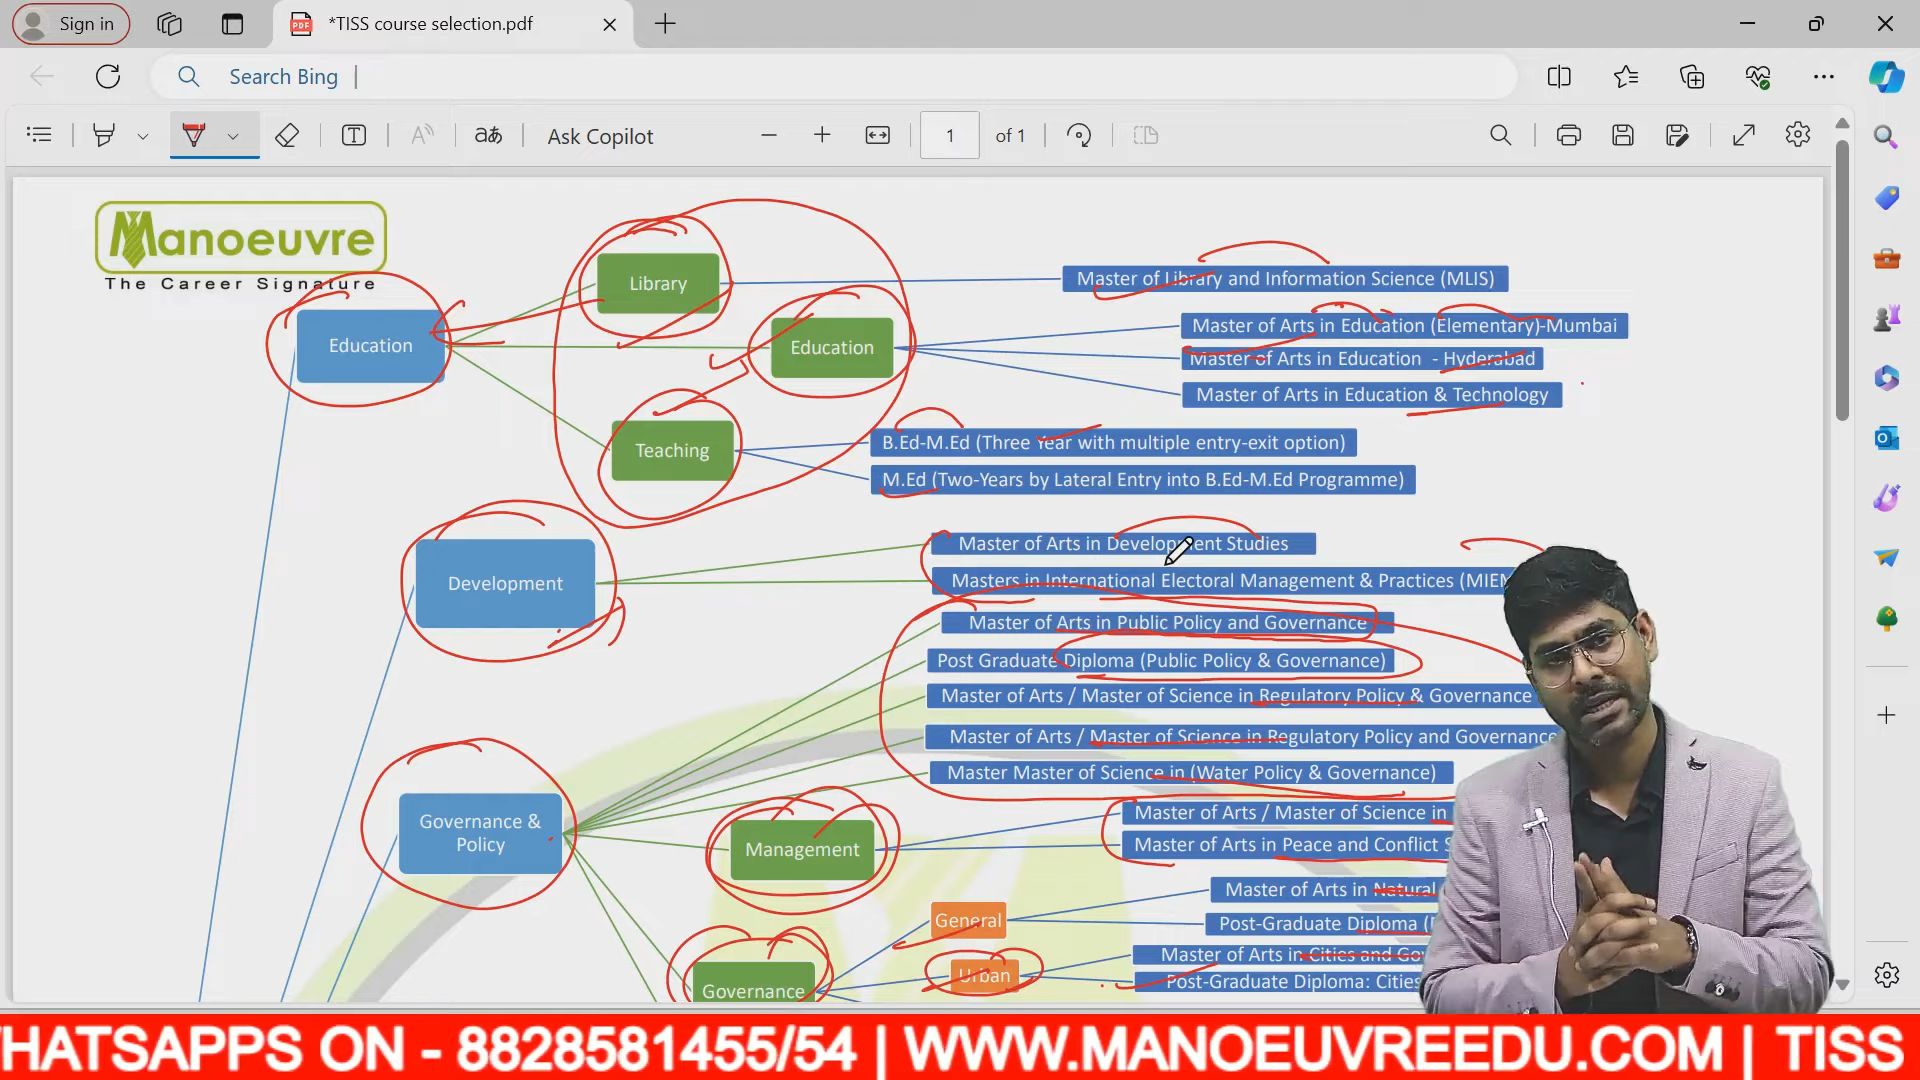 Sign in
*TISS course selection.pdf
Search Bing
Ask Copilot
1 of 1
Manoeuvre
The Career Signature
Library
Master of Library and Information Science (MLIS)
Education
Education
Master of Arts in Education (Elementary)-Mumbai
Master of Arts in Education - Hyderabad
Master of Arts in Education & Technology
Teaching
B.Ed-M.Ed (Three Year with multiple entry-exit option)
M.Ed (Two-Years by Lateral Entry into B.Ed-M.Ed Programme)
Development
Master of Arts in Development Studies
Masters in International Electoral Management & Practices (MIEM
Master of Arts in Public Policy and Governance
Post Graduate Diploma (Public Policy & Governance)
Master of Arts / Master of Science in Regulatory Policy & Governance
Master of Arts / Master of Science in Regulatory Policy and Governance
Master Master of Science in (Water Policy & Governance)
Governance &
Policy
Management
Master of Arts / Master of Science in
Master of Arts in Peace and Conflict S
Governance
General
Master of Arts in Natural
Post-Graduate Diploma (
Urban
Master of Arts in Cities and Gov
Post-Graduate Diploma: Cities
HATSAPPS ON - 8828581455/54 | WWW.MANOEUVREEDU.COM | TISS